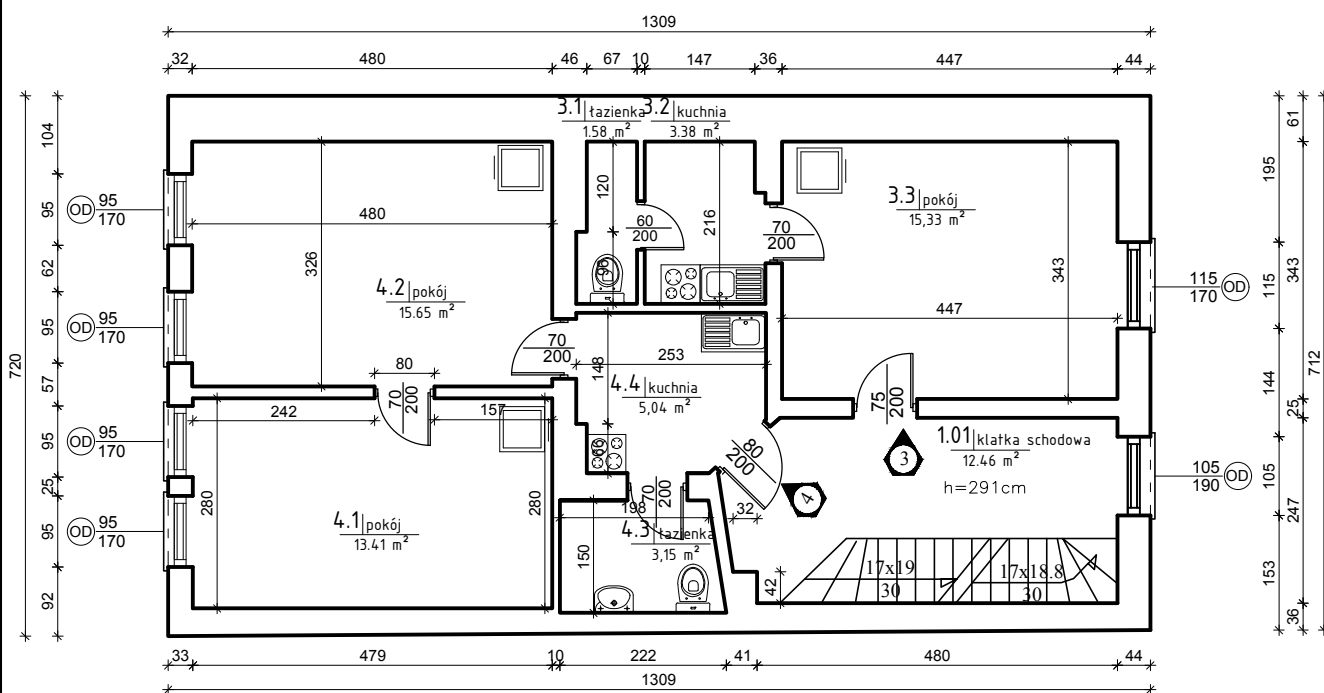 1309
32 480 46 67 10 147 36 447 44
3.1 łazienka 3.2 kuchnia
1.58 m² 3.38 m²
720
104 95 62 95 57 95 25 95 92
OD 95
170
OD 95
170
OD 95
170
OD 95
170
480
326
4.2 pokój
15.65 m²
120
96
60
200
216
70
200
3.3 pokój
15,33 m²
343
447
61 195 343 115 144 25 105 247 153 36 712
115 OD
170
105 OD
190
80
70
200
242
157
70
200
148
253
4.4 kuchnia
5,04 m²
60
75
200
3
1.01 klatka schodowa
12.46 m²
h=291cm
80
200
4
32
280
280
4.1 pokój
13.41 m²
70
200
198
4.3 łazienka
3,15 m²
150
42
17x19
30
17x18.8
30
33 479 10 222 41 480 44
1309